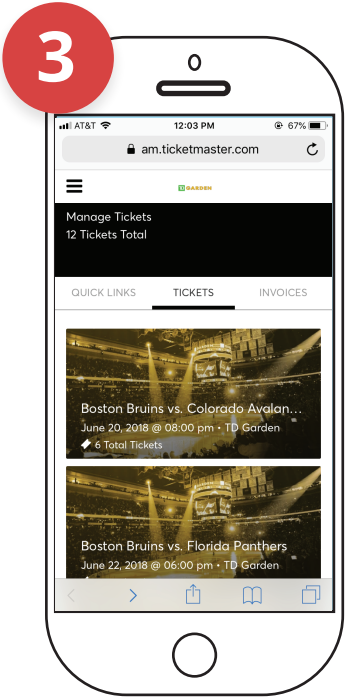 3
AT&T 12:03 PM 67%
am.ticketmaster.com
TD GARDEN
Manage Tickets
12 Tickets Total
QUICK LINKS TICKETS INVOICES
Boston Bruins vs. Colorado Avalan...
June 20, 2018 @ 08:00 pm • TD Garden
6 Total Tickets
Boston Bruins vs. Florida Panthers
June 22, 2018 @ 06:00 pm • TD Garden